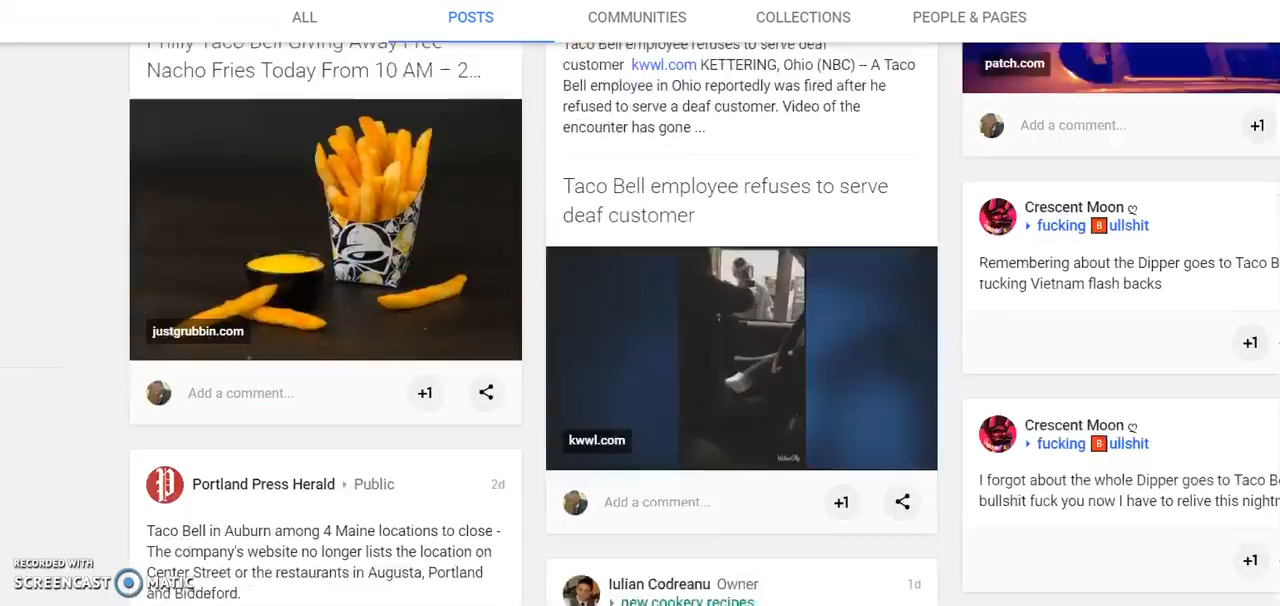 ALL
POSTS
COMMUNITIES
COLLECTIONS
PEOPLE & PAGES
Philly Taco Bell Giving Away Free
Nacho Fries Today From 10 AM – 2...
justgrubbin.com
Add a comment...
+1
Portland Press Herald Public
2d
Taco Bell in Auburn among 4 Maine locations to close -
The company's website no longer lists the location on
Center Street or the restaurants in Augusta, Portland
and Biddeford.
RECORDED WITH
SCREENCAST MATIC
Taco Bell employee refuses to serve deaf
customer kwwl.com KETTERING, Ohio (NBC) -- A Taco
Bell employee in Ohio reportedly was fired after he
refused to serve a deaf customer. Video of the
encounter has gone ...
Taco Bell employee refuses to serve
deaf customer
kwwl.com
Add a comment...
+1
Iulian Codreanu Owner
1d
new cookery recipes
patch.com
Add a comment...
+1
Crescent Moon ღ
fucking 🅱ullshit
Remembering about the Dipper goes to Taco B
fucking Vietnam flash backs
+1
Crescent Moon ღ
fucking 🅱ullshit
I forgot about the whole Dipper goes to Taco Be
bullshit fuck you now I have to relive this nightm
+1